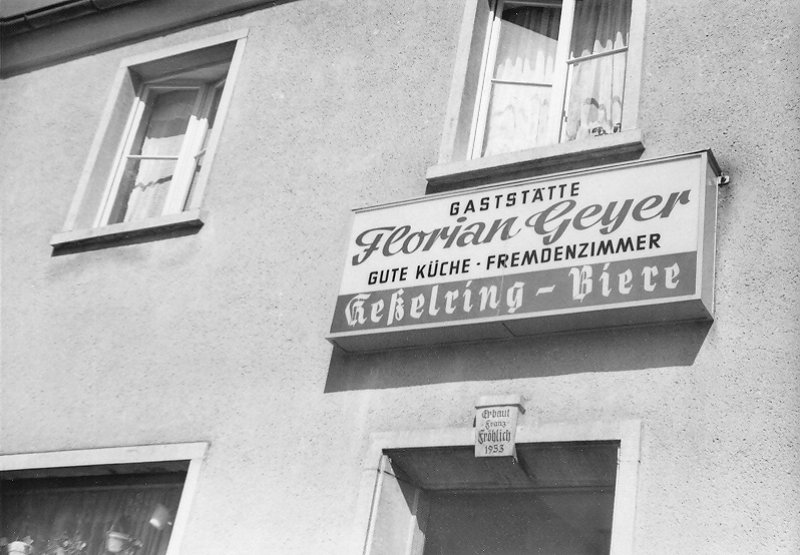 GASTSTÄTTE
Florian Geyer
GUTE KÜCHE · FREMDENZIMMER
Keßelring - Biere
Erbaut
Franz
Fröhlich
1953